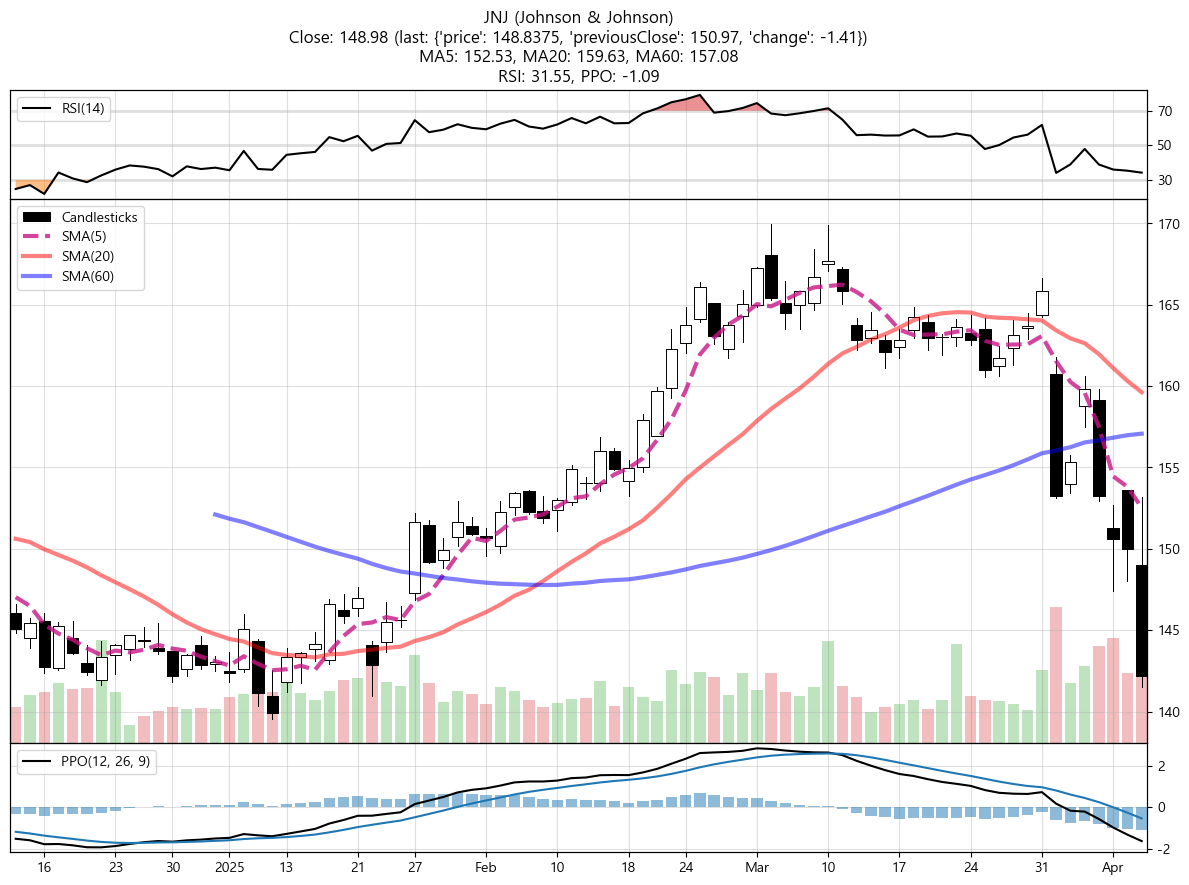 JNJ (Johnson & Johnson)
Close: 148.98 (last: {'price': 148.8375, 'previousClose': 150.97, 'change': -1.41})
MA5: 152.53, MA20: 159.63, MA60: 157.08
RSI: 31.55, PPO: -1.09
RSI(14)
70
50
30
Candlesticks
SMA(5)
SMA(20)
SMA(60)
170
165
160
155
150
145
140
PPO(12, 26, 9)
2
0
-2
16 23 30 2025 13 21 27 Feb 10 18 24 Mar 10 17 24 31 Apr